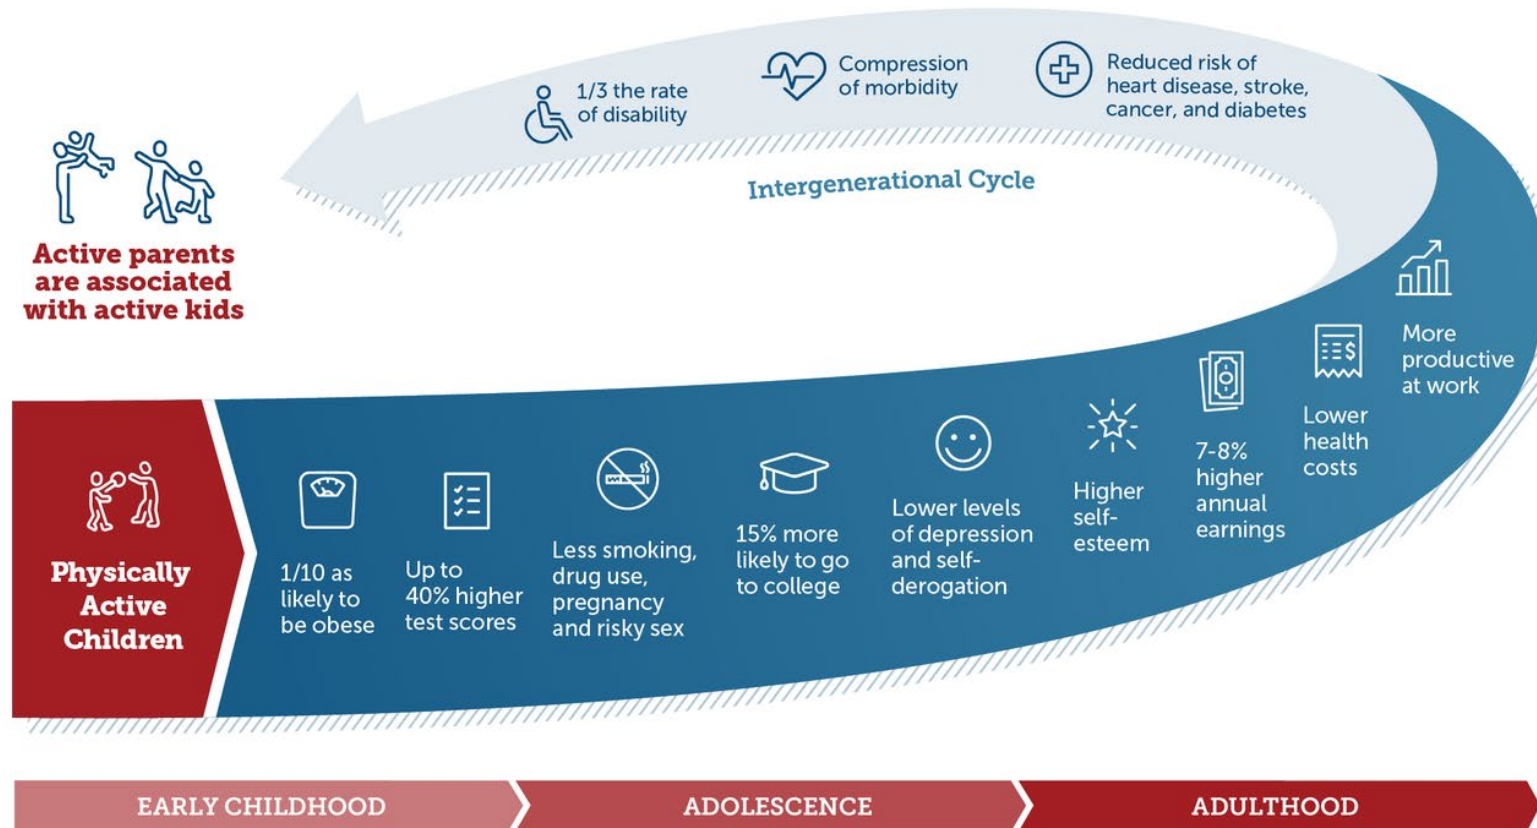 1/3 the rate
of disability
Compression
of morbidity
Reduced risk of
heart disease, stroke,
cancer, and diabetes
Intergenerational Cycle
Active parents
are associated
with active kids
Physically
Active
Children
1/10 as
likely to
be obese
Up to
40% higher
test scores
Less smoking,
drug use,
pregnancy
and risky sex
15% more
likely to go
to college
Lower levels
of depression
and self-
derogation
Higher
self-
esteem
7-8%
higher
annual
earnings
$
Lower
health
costs
More
productive
at work
EARLY CHILDHOOD
ADOLESCENCE
ADULTHOOD